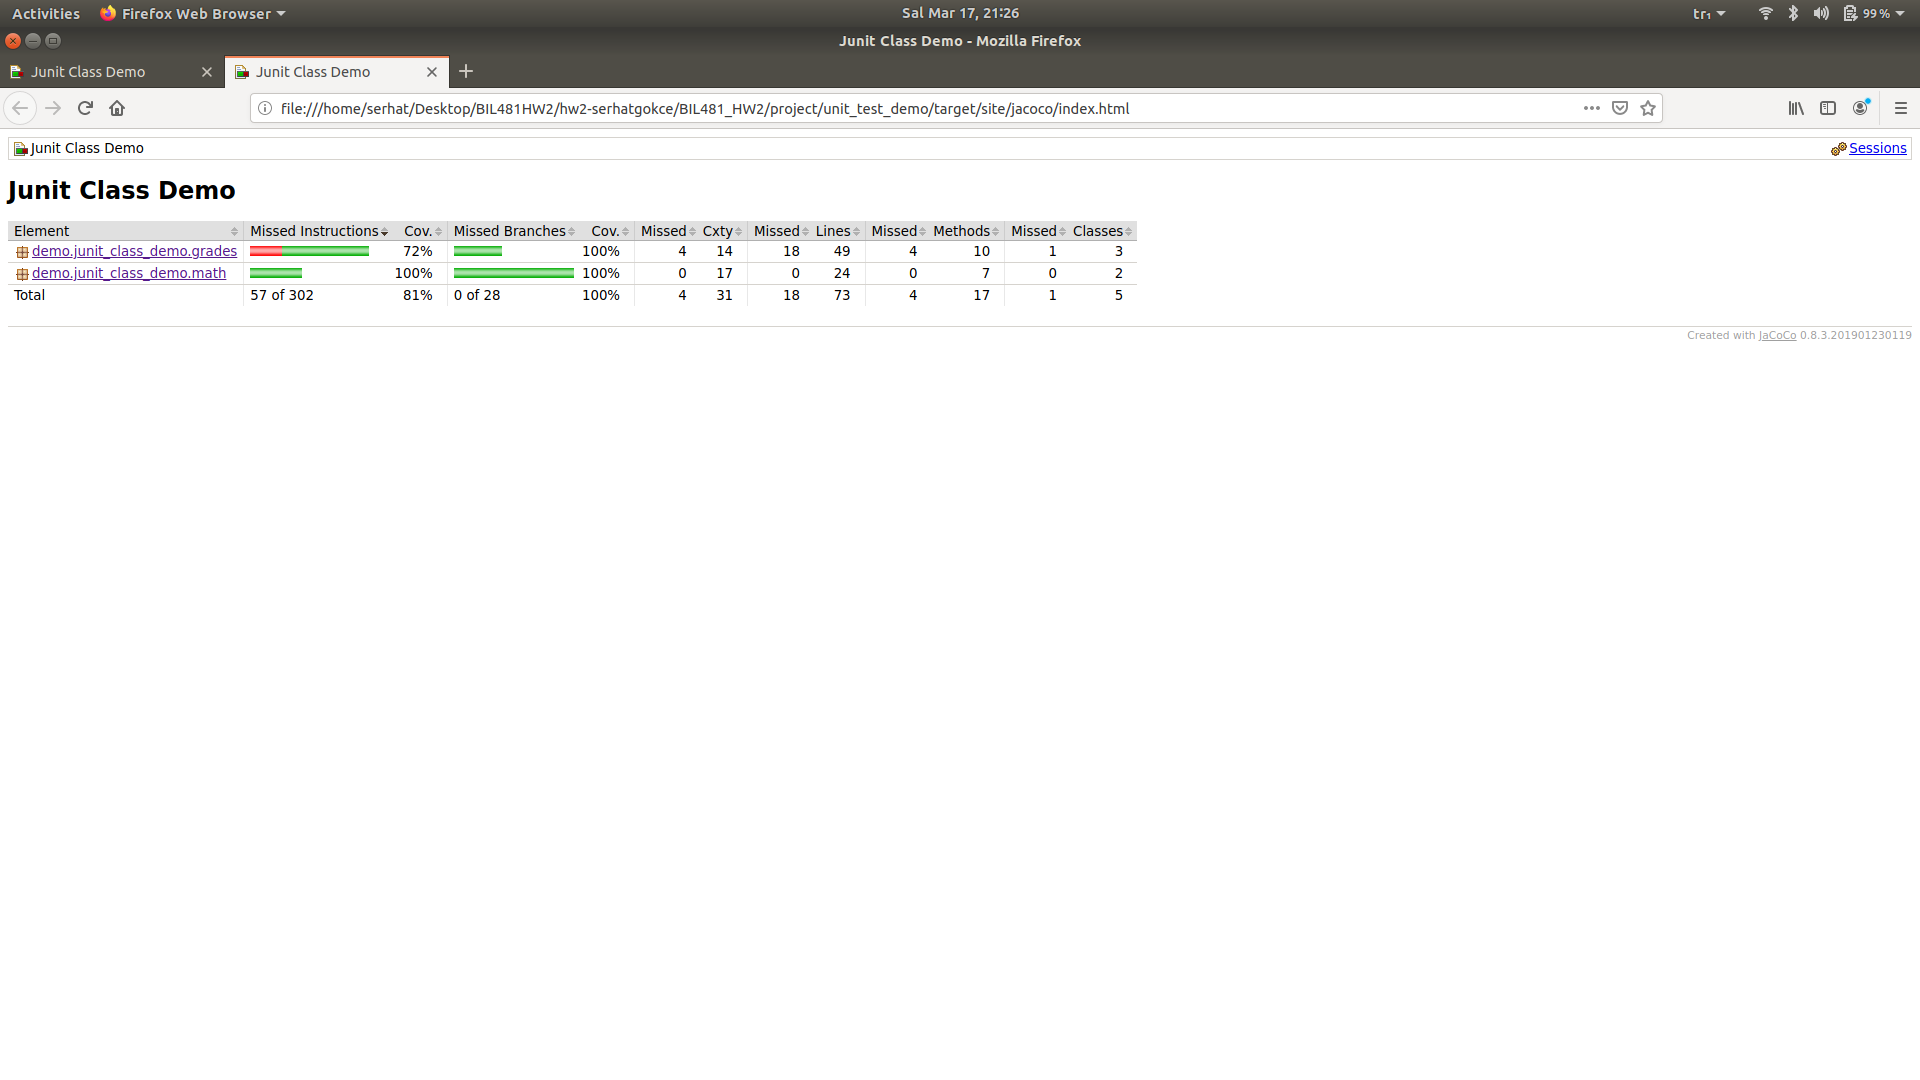 Activities Firefox Web Browser Sal Mar 17, 21:26 tr₁ 99 %
Junit Class Demo - Mozilla Firefox
Junit Class Demo Junit Class Demo
file:///home/serhat/Desktop/BIL481HW2/hw2-serhatgokce/BIL481_HW2/project/unit_test_demo/target/site/jacoco/index.html
Junit Class Demo Sessions
Junit Class Demo
Element Missed Instructions Cov. Missed Branches Cov. Missed Cxty Missed Lines Missed Methods Missed Classes
demo.junit_class_demo.grades 72% 100% 4 14 18 49 4 10 1 3
demo.junit_class_demo.math 100% 100% 0 17 0 24 0 7 0 2
Total 57 of 302 81% 0 of 28 100% 4 31 18 73 4 17 1 5
Created with JaCoCo 0.8.3.201901230119